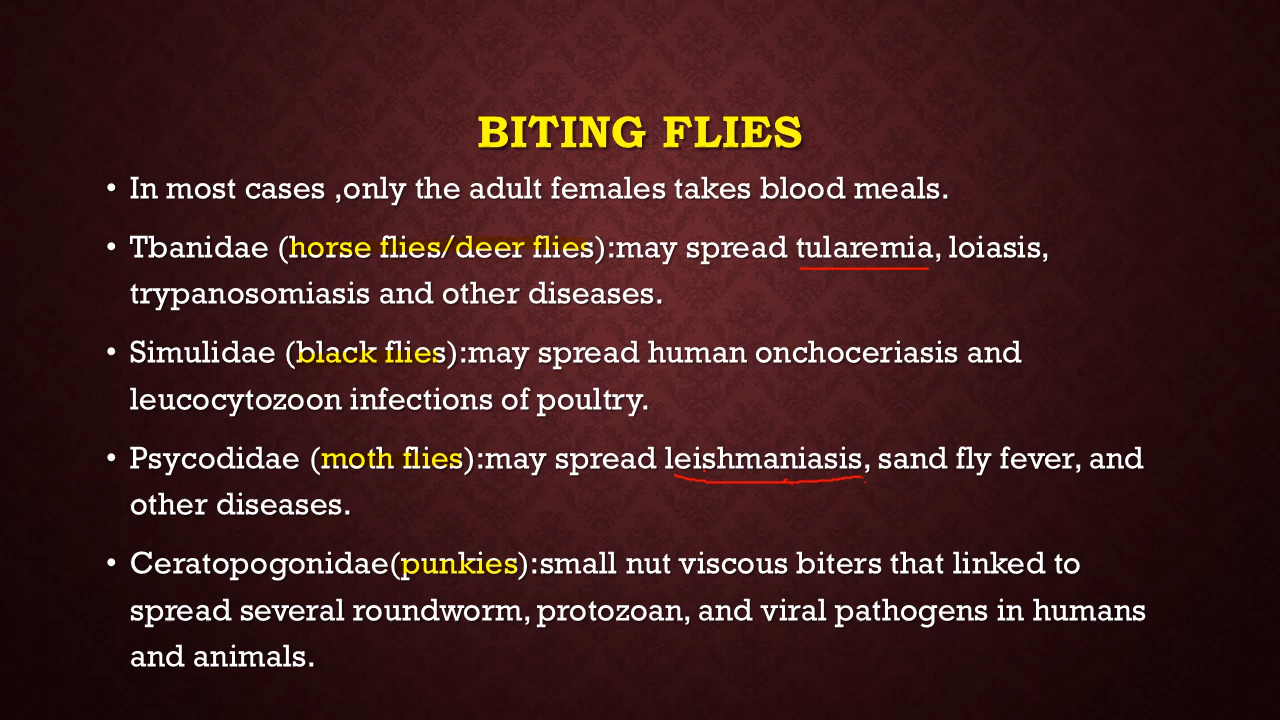 BITING FLIES
• In most cases ,only the adult females takes blood meals.
• Tbanidae (horse flies/deer flies):may spread tularemia, loiasis,
trypanosomiasis and other diseases.
• Simulidae (black flies):may spread human onchoceriasis and
leucocytozoon infections of poultry.
• Psycodidae (moth flies):may spread leishmaniasis, sand fly fever, and
other diseases.
• Ceratopogonidae(punkies):small nut viscous biters that linked to
spread several roundworm, protozoan, and viral pathogens in humans
and animals.